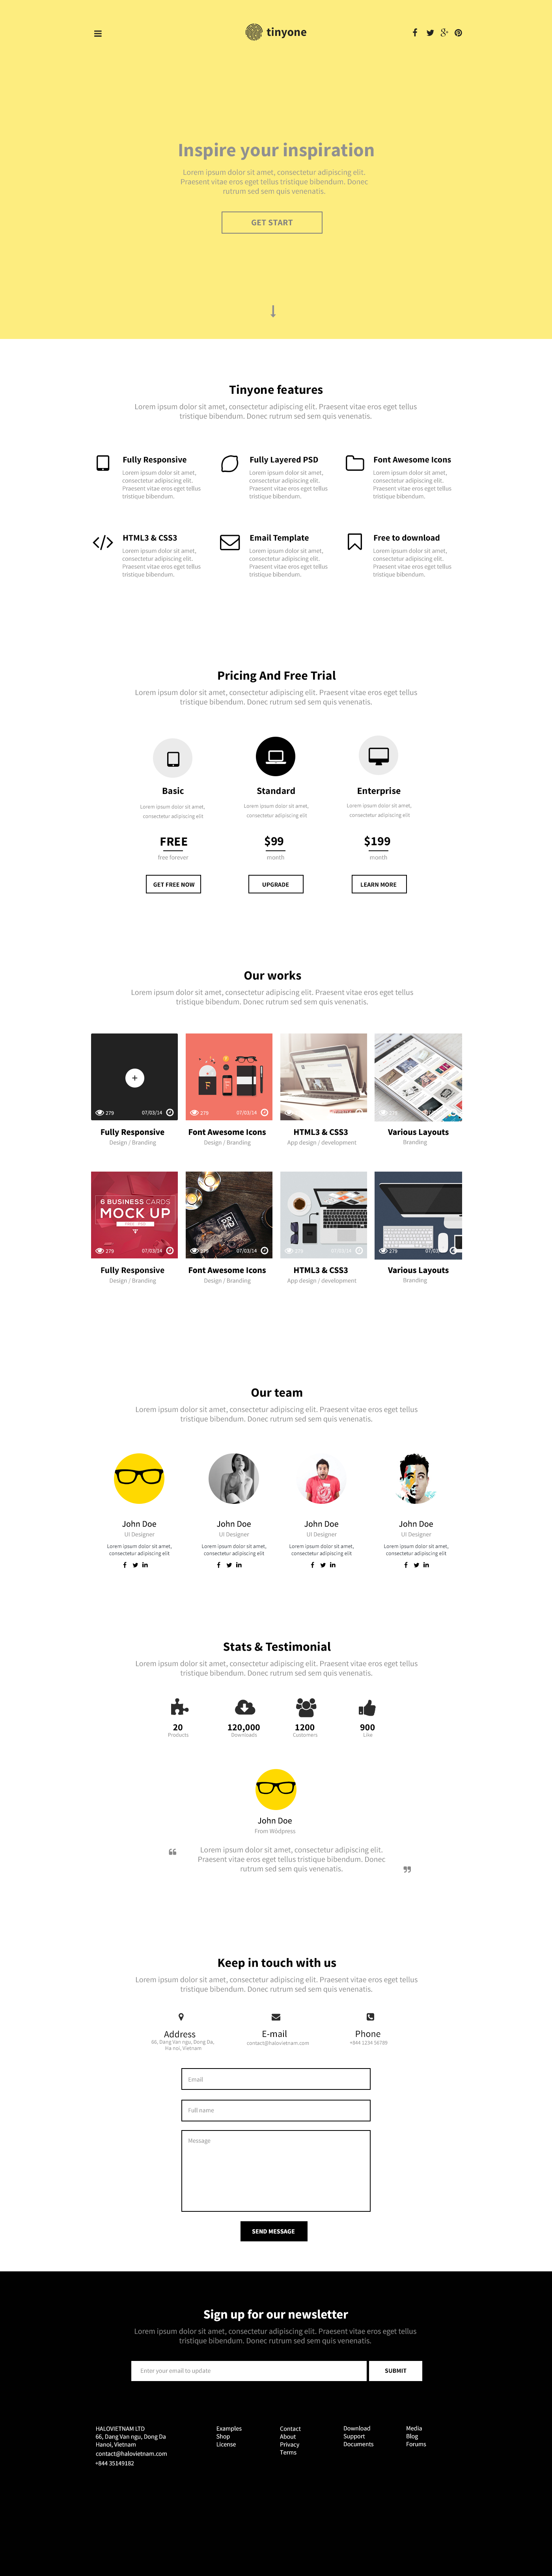 tinyone
Inspire your inspiration
Lorem ipsum dolor sit amet, consectetur adipiscing elit.
Praesent vitae eros eget tellus tristique bibendum. Donec
rutrum sed sem quis venenatis.
GET START
Tinyone features
Lorem ipsum dolor sit amet, consectetur adipiscing elit. Praesent vitae eros eget tellus
tristique bibendum. Donec rutrum sed sem quis venenatis.
Fully Responsive
Lorem ipsum dolor sit amet,
consectetur adipiscing elit.
Praesent vitae eros eget tellus
tristique bibendum.
Fully Layered PSD
Lorem ipsum dolor sit amet,
consectetur adipiscing elit.
Praesent vitae eros eget tellus
tristique bibendum.
Font Awesome Icons
Lorem ipsum dolor sit amet,
consectetur adipiscing elit.
Praesent vitae eros eget tellus
tristique bibendum.
HTML3 & CSS3
Lorem ipsum dolor sit amet,
consectetur adipiscing elit.
Praesent vitae eros eget tellus
tristique bibendum.
Email Template
Lorem ipsum dolor sit amet,
consectetur adipiscing elit.
Praesent vitae eros eget tellus
tristique bibendum.
Free to download
Lorem ipsum dolor sit amet,
consectetur adipiscing elit.
Praesent vitae eros eget tellus
tristique bibendum.
Pricing And Free Trial
Lorem ipsum dolor sit amet, consectetur adipiscing elit. Praesent vitae eros eget tellus
tristique bibendum. Donec rutrum sed sem quis venenatis.
Basic
Lorem ipsum dolor sit amet,
consectetur adipiscing elit
FREE
free forever
GET FREE NOW
Standard
Lorem ipsum dolor sit amet,
consectetur adipiscing elit
$99
month
UPGRADE
Enterprise
Lorem ipsum dolor sit amet,
consectetur adipiscing elit
$199
month
LEARN MORE
Our works
Lorem ipsum dolor sit amet, consectetur adipiscing elit. Praesent vitae eros eget tellus
tristique bibendum. Donec rutrum sed sem quis venenatis.
279 07/03/14
Fully Responsive
Design / Branding
279 07/03/14
Font Awesome Icons
Design / Branding
HTML3 & CSS3
App design / development
Various Layouts
Branding
6 BUSINESS CARDS
MOCK UP
279 07/03/14
Fully Responsive
Design / Branding
279 07/03/14
Font Awesome Icons
Design / Branding
279 07/03/14
HTML3 & CSS3
App design / development
279
Various Layouts
Branding
Our team
Lorem ipsum dolor sit amet, consectetur adipiscing elit. Praesent vitae eros eget tellus
tristique bibendum. Donec rutrum sed sem quis venenatis.
John Doe
UI Designer
Lorem ipsum dolor sit amet,
consectetur adipiscing elit
John Doe
UI Designer
Lorem ipsum dolor sit amet,
consectetur adipiscing elit
John Doe
UI Designer
Lorem ipsum dolor sit amet,
consectetur adipiscing elit
John Doe
UI Designer
Lorem ipsum dolor sit amet,
consectetur adipiscing elit
Stats & Testimonial
Lorem ipsum dolor sit amet, consectetur adipiscing elit. Praesent vitae eros eget tellus
tristique bibendum. Donec rutrum sed sem quis venenatis.
20
Products
120,000
Downloads
1200
Customers
900
Like
John Doe
From Wódpress
Lorem ipsum dolor sit amet, consectetur adipiscing elit.
Praesent vitae eros eget tellus tristique bibendum. Donec
rutrum sed sem quis venenatis.
Keep in touch with us
Lorem ipsum dolor sit amet, consectetur adipiscing elit. Praesent vitae eros eget tellus
tristique bibendum. Donec rutrum sed sem quis venenatis.
Address
66, Dang Van ngu, Dong Da,
Ha noi, Vietnam
E-mail
contact@halovietnam.com
Phone
+844 1234 56789
Email
Full name
Message
SEND MESSAGE
Sign up for our newsletter
Lorem ipsum dolor sit amet, consectetur adipiscing elit. Praesent vitae eros eget tellus
tristique bibendum. Donec rutrum sed sem quis venenatis.
Enter your email to update
SUBMIT
HALOVIETNAM LTD
66, Dang Van ngu, Dong Da
Hanoi, Vietnam
contact@halovietnam.com
+844 35149182
Examples
Shop
License
Contact
About
Privacy
Terms
Download
Support
Documents
Media
Blog
Forums